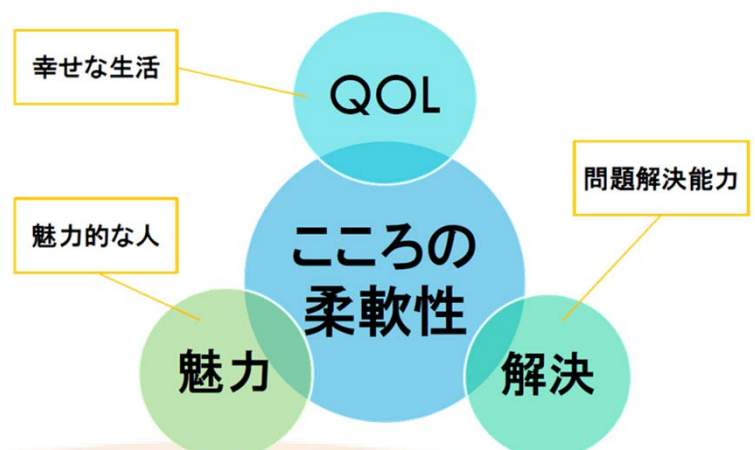 幸せな生活
QOL
問題解決能力
魅力的な人
こころの
柔軟性
魅力
解決